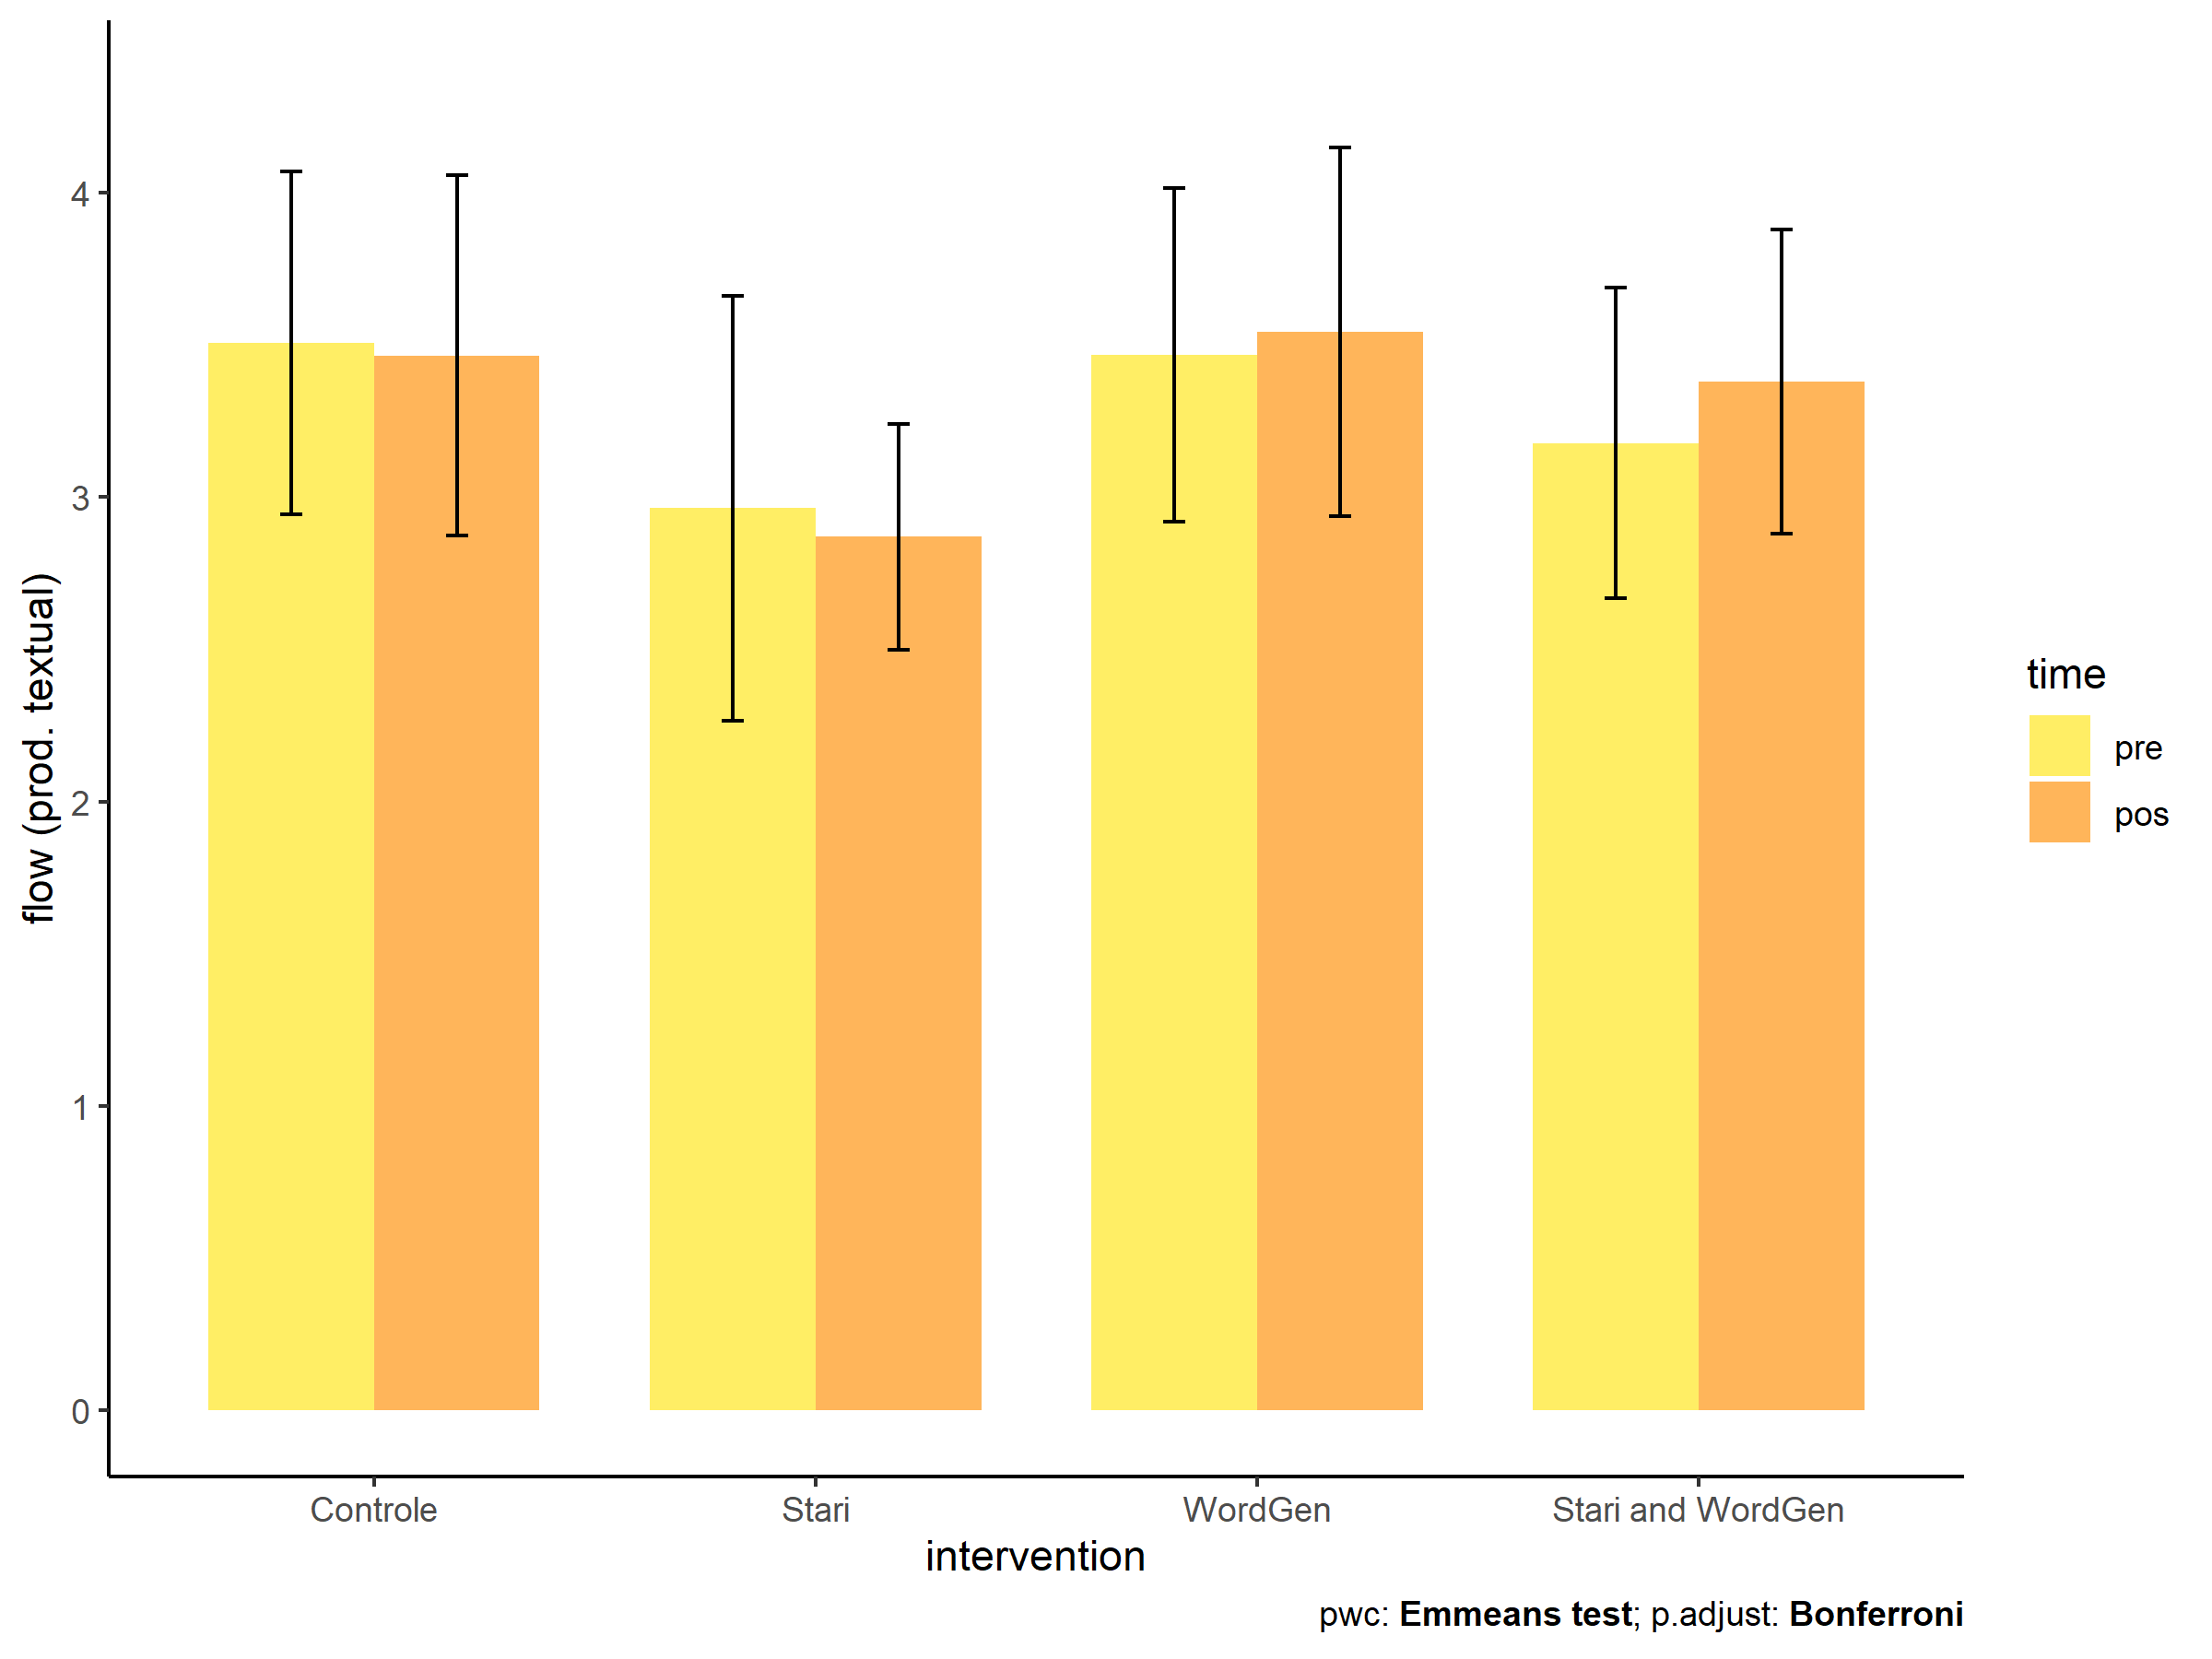 flow (prod. textual)
4
3
2
1
0
Controle
Stari
WordGen
Stari and WordGen
intervention
time
pre
pos
pwc: Emmeans test; p.adjust: Bonferroni